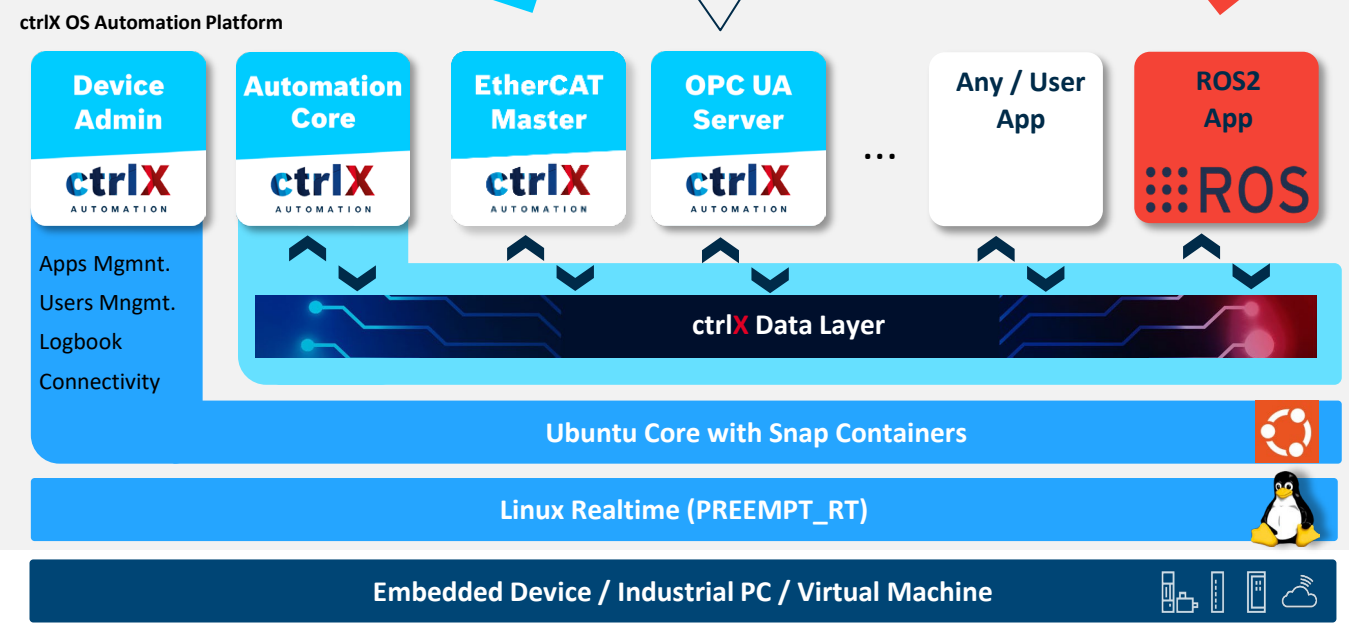 ctrlX OS Automation Platform
Device
Admin
ctrlX
AUTOMATION
Automation
Core
ctrlX
AUTOMATION
EtherCAT
Master
ctrlX
AUTOMATION
OPC UA
Server
ctrlX
AUTOMATION
...
Any / User
App
ROS2
App
ROS
Apps Mgmnt.
Users Mngmt.
Logbook
Connectivity
ctrlX Data Layer
Ubuntu Core with Snap Containers
Linux Realtime (PREEMPT_RT)
Embedded Device / Industrial PC / Virtual Machine